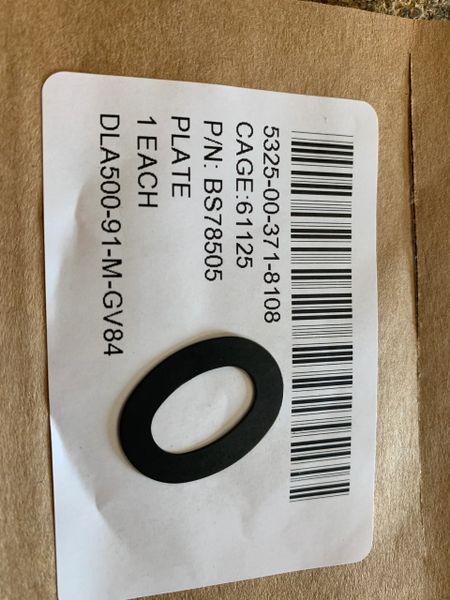 5325-00-371-8108
CAGE:61125
P/N: BS78505
PLATE
1 EACH
DLA500-91-M-GV84